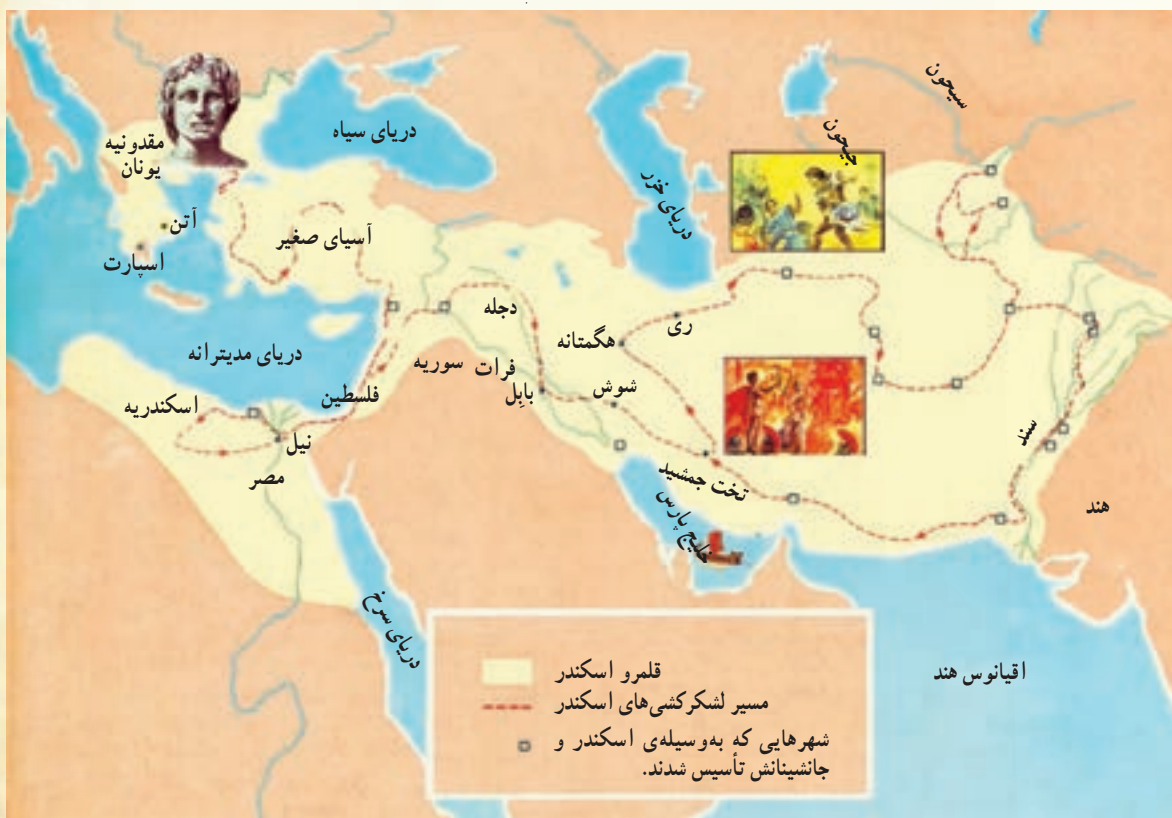 سیحون
جیحون
دریای سیاه
مقدونیه
یونان
دریای خزر
آتن
آسیای صغیر
اسپارت
دجله
ری
هگمتانه
دریای مدیترانه
سوریه
فرات
شوش
بابِل
فلسطین
اسکندریه
نیل
سند
مصر
تخت جمشید
هند
خلیج پارس
دریای سرخ
اقیانوس هند
قلمرو اسکندر
مسیر لشکرکشی‌های اسکندر
شهرهایی که به‌وسیله‌ی اسکندر و
جانشینانش تأسیس شدند.